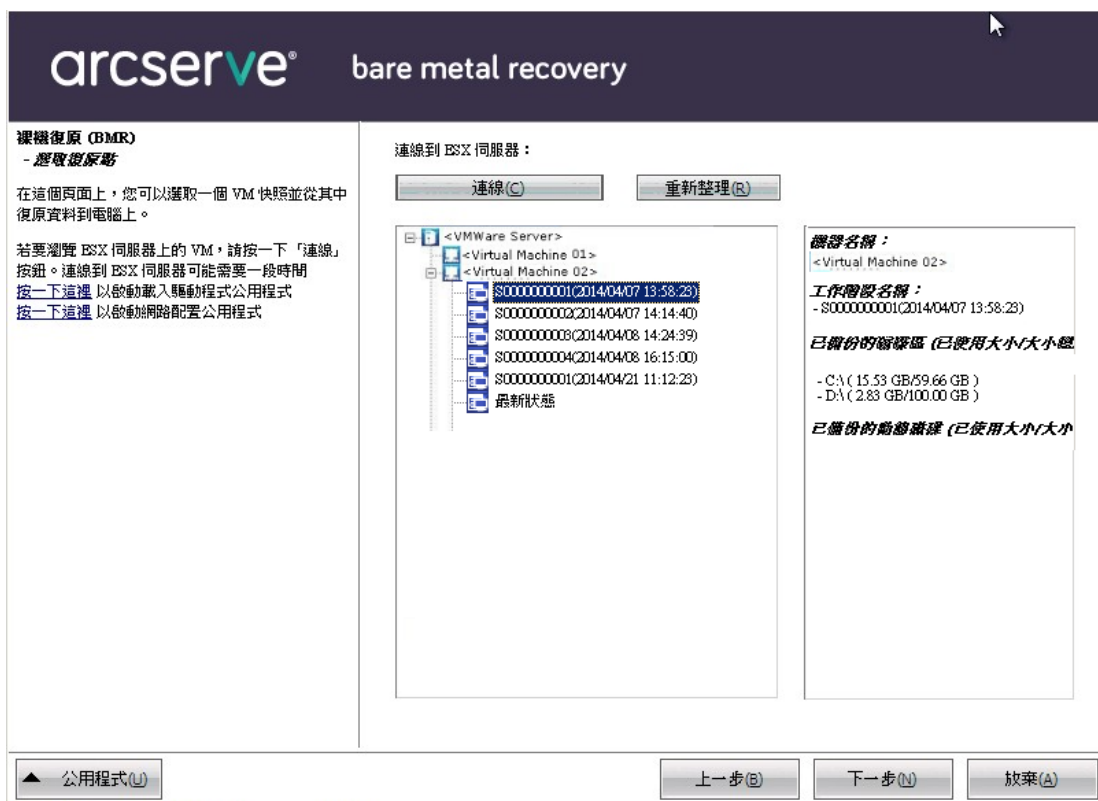 arcserve® bare metal recovery
裸機復原 (BMR)
- 選取復原點
在這個頁面上，您可以選取一個 VM 快照並從其中
復原資料到電腦上。
若要瀏覽 ESX 伺服器上的 VM，請按一下「連線」
按鈕。連線到 ESX 伺服器可能需要一段時間
按一下這裡 以啟動載入驅動程式公用程式
按一下這裡 以啟動網路配置公用程式
連線到 ESX 伺服器：
連線(C)
重新整理(R)
<VMWare Server>
<Virtual Machine 01>
<Virtual Machine 02>
S000000001(2014/04/07 13:58:23)
S000000002(2014/04/07 14:14:40)
S000000003(2014/04/08 14:24:39)
S000000004(2014/04/08 16:15:00)
S000000001(2014/04/21 11:12:23)
最新狀態
機器名稱：
<Virtual Machine 02>
工作階段名稱：
- S000000001(2014/04/07 13:58:23)
已備份的磁碟區 (已使用大小/大小總
- C:\ ( 15.53 GB/59.66 GB )
- D:\ ( 2.83 GB/100.00 GB )
已備份的動態磁碟 (已使用大小/大小
公用程式(U)
上一步(B)
下一步(N)
放棄(A)